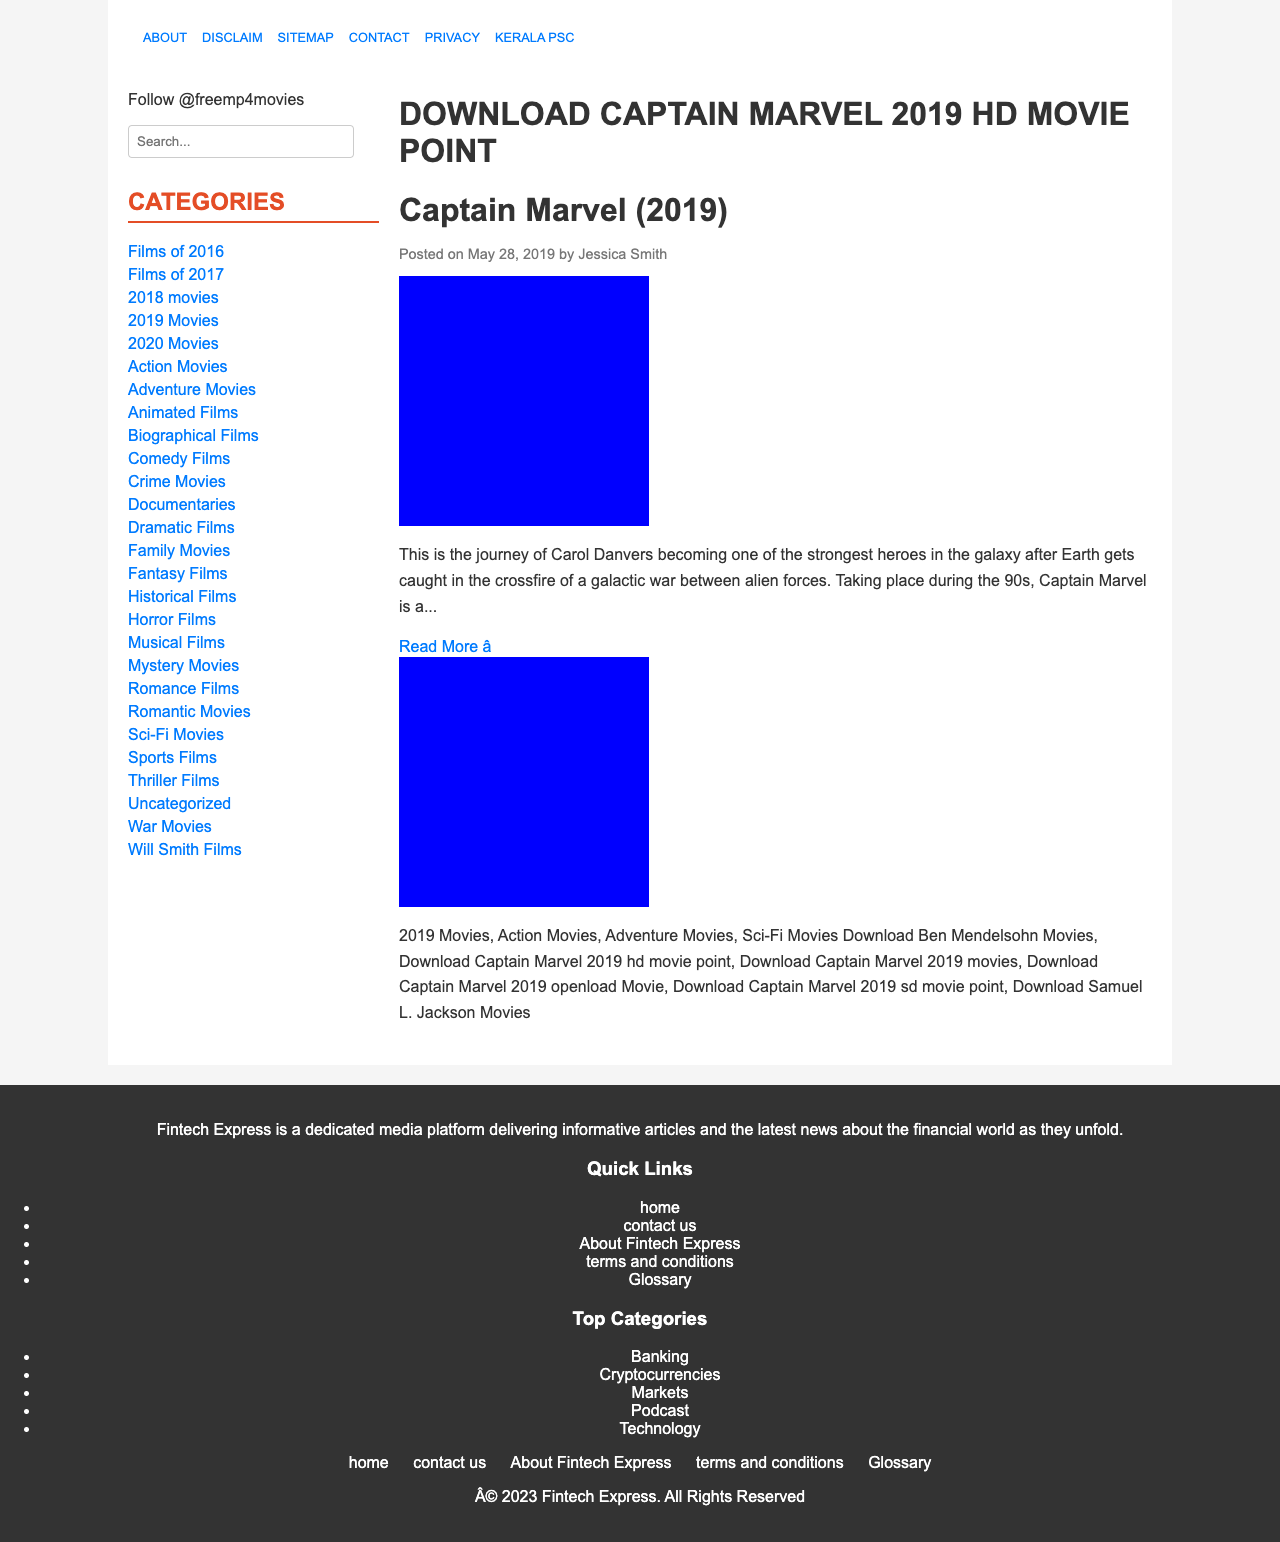 ABOUT DISCLAIM SITEMAP CONTACT PRIVACY KERALA PSC
Follow @freemp4movies
Search...
CATEGORIES
Films of 2016
Films of 2017
2018 movies
2019 Movies
2020 Movies
Action Movies
Adventure Movies
Animated Films
Biographical Films
Comedy Films
Crime Movies
Documentaries
Dramatic Films
Family Movies
Fantasy Films
Historical Films
Horror Films
Musical Films
Mystery Movies
Romance Films
Romantic Movies
Sci-Fi Movies
Sports Films
Thriller Films
Uncategorized
War Movies
Will Smith Films
DOWNLOAD CAPTAIN MARVEL 2019 HD MOVIE
POINT
Captain Marvel (2019)
Posted on May 28, 2019 by Jessica Smith
This is the journey of Carol Danvers becoming one of the strongest heroes in the galaxy after Earth gets
caught in the crossfire of a galactic war between alien forces. Taking place during the 90s, Captain Marvel
is a...
Read More â
2019 Movies, Action Movies, Adventure Movies, Sci-Fi Movies Download Ben Mendelsohn Movies,
Download Captain Marvel 2019 hd movie point, Download Captain Marvel 2019 movies, Download
Captain Marvel 2019 openload Movie, Download Captain Marvel 2019 sd movie point, Download Samuel
L. Jackson Movies
Fintech Express is a dedicated media platform delivering informative articles and the latest news about the financial world as they unfold.
Quick Links
home
contact us
About Fintech Express
terms and conditions
Glossary
Top Categories
Banking
Cryptocurrencies
Markets
Podcast
Technology
home contact us About Fintech Express terms and conditions Glossary
Â© 2023 Fintech Express. All Rights Reserved